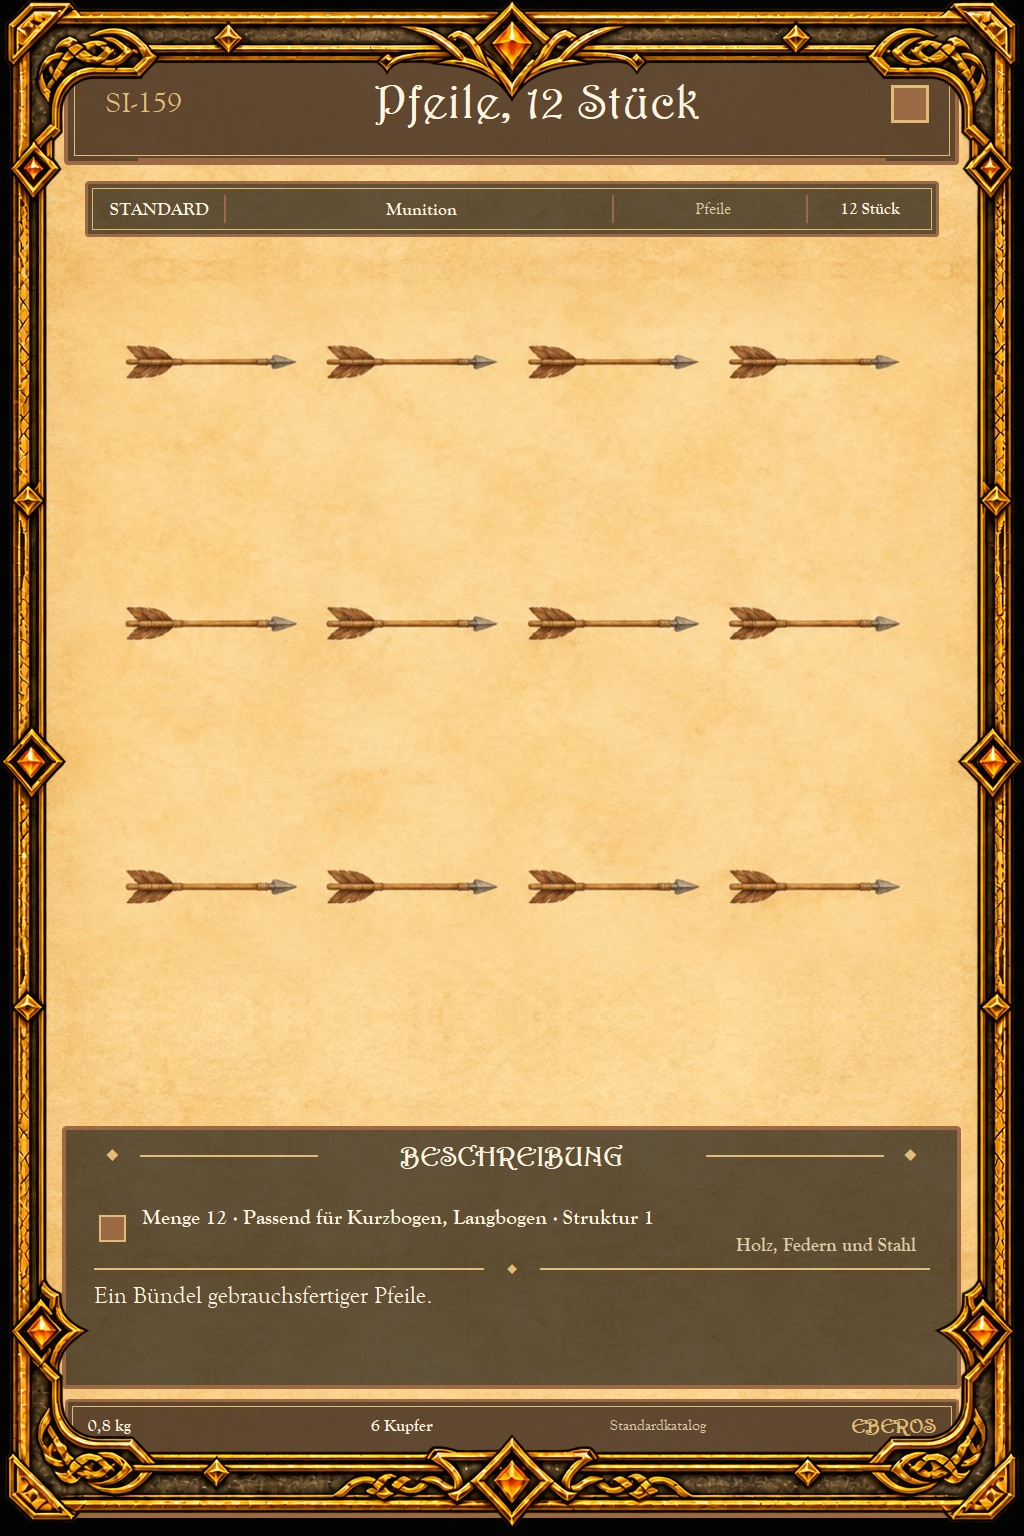 SI-159
Pfeile, 12 Stück
STANDARD
Munition
Pfeile
12 Stück
BESCHREIBUNG
Menge 12 · Passend für Kurzbogen, Langbogen · Struktur 1
Holz, Federn und Stahl
Ein Bündel gebrauchsfertiger Pfeile.
0,8 kg
6 Kupfer
Standardkatalog
EBEROS